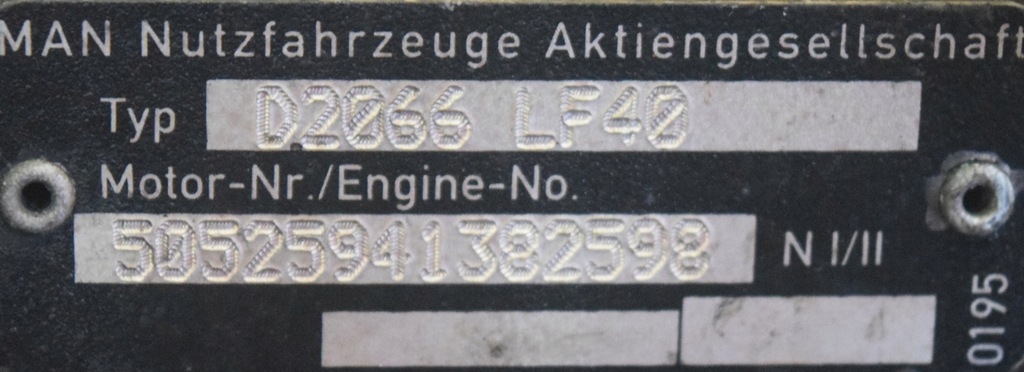 MAN Nutzfahrzeuge Aktiengesellschaft
Typ D2066 LF40
Motor-Nr./Engine-No.
50525941382598 N I/II
0195